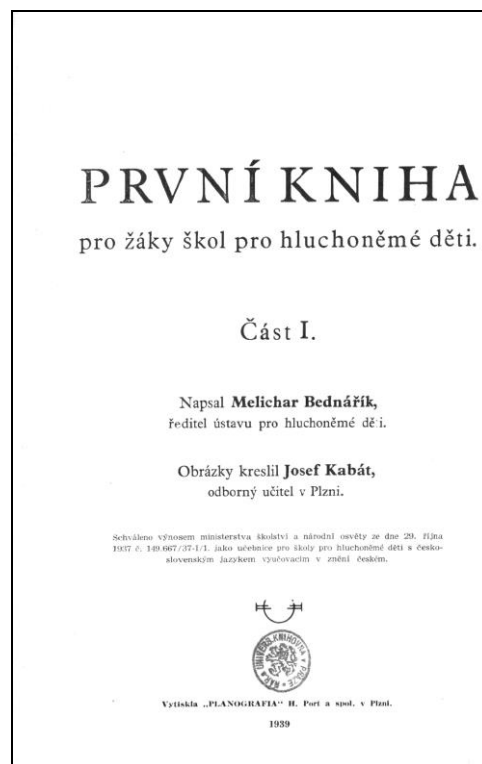 PRVNÍ KNIHA
pro žáky škol pro hluchoněmé děti.
Část I.
Napsal Melichar Bednářík,
ředitel ústavu pro hluchoněmé dě i.
Obrázky kreslil Josef Kabát,
odborný učitel v Plzni.
Schváleno výnosem ministerstva školství a národní osvěty ze dne 29. října
1937 č. 149.667/37-I/1. jako učebnice pro školy pro hluchoněmé děti s česko-
slovenským jazykem vyučovacím v znění českém.
UNIVERS. KNIHOVNA
Vytiskla „PLANOGRAFIA“ H. Port a spol. v Plzni.
1939